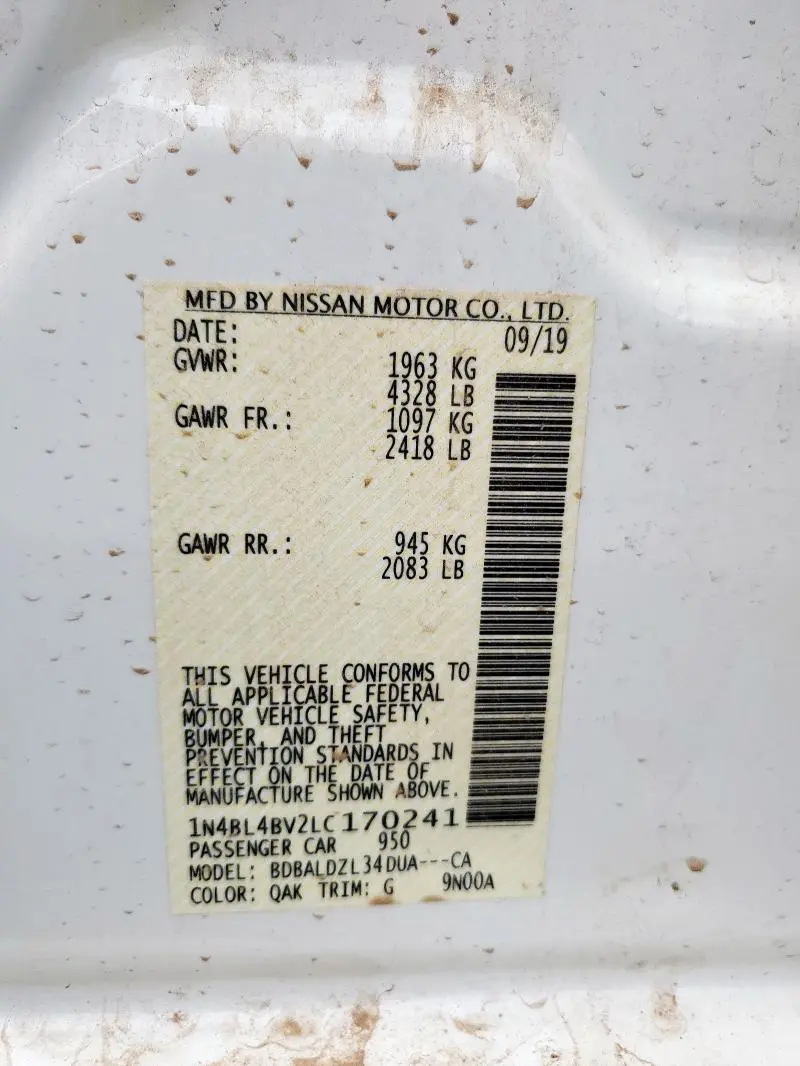 MFD BY NISSAN MOTOR CO., LTD.
DATE: 09/19
GVWR: 1963 KG
4328 LB
GAWR FR.: 1097 KG
2418 LB
GAWR RR.: 945 KG
2083 LB
THIS VEHICLE CONFORMS TO
ALL APPLICABLE FEDERAL
MOTOR VEHICLE SAFETY,
BUMPER, AND THEFT
PREVENTION STANDARDS IN
EFFECT ON THE DATE OF
MANUFACTURE SHOWN ABOVE.
1N4BL4BV2LC170241
PASSENGER CAR 950
MODEL: BDBALDZL34DUA---CA
COLOR: QAK TRIM: G 9N00A